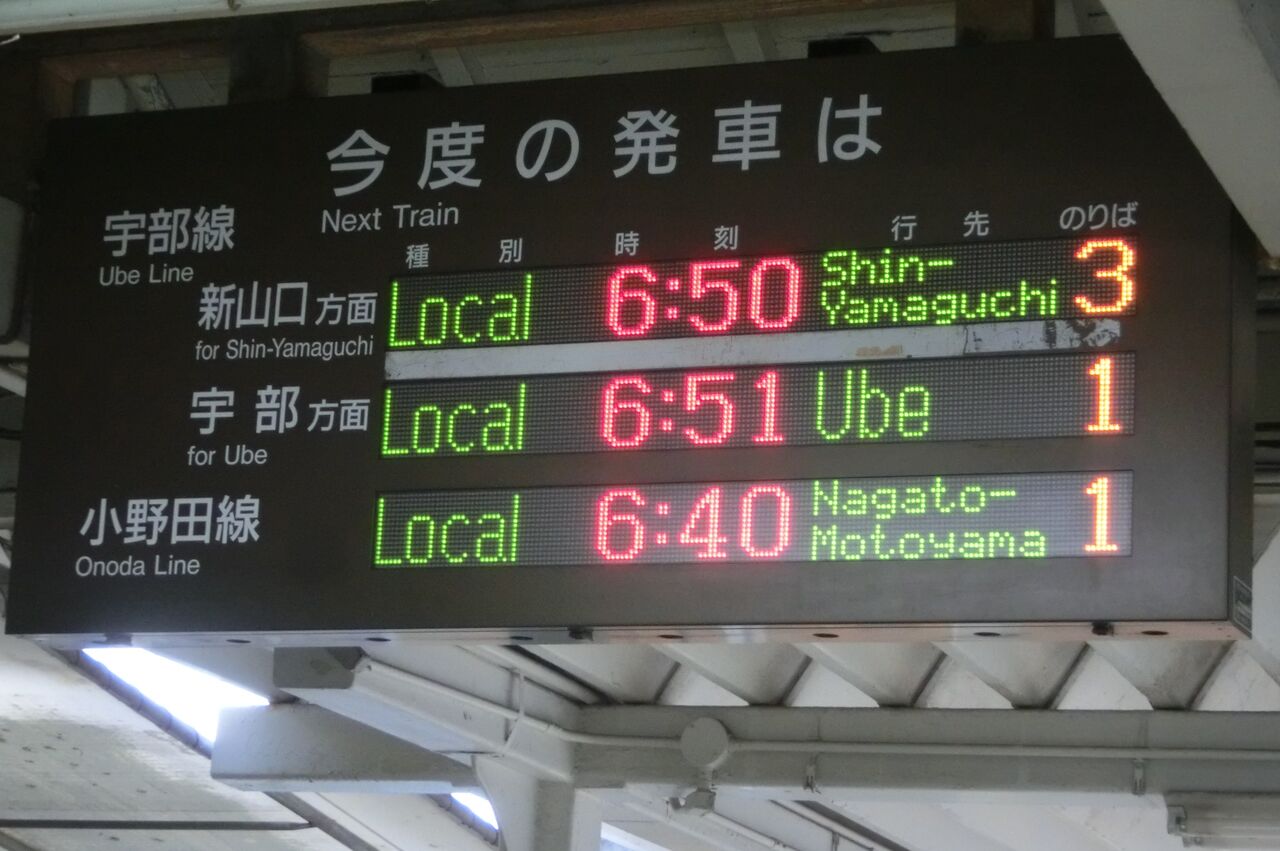 今度の発車は
Next Train
宇部線
Ube Line
種別 時刻 行先 のりば
新山口方面
for Shin-Yamaguchi
Local 6:50 Shin-Yamaguchi 3
宇部方面
for Ube
Local 6:51 Ube 1
小野田線
Onoda Line
Local 6:40 Nagato-Motoyama 1